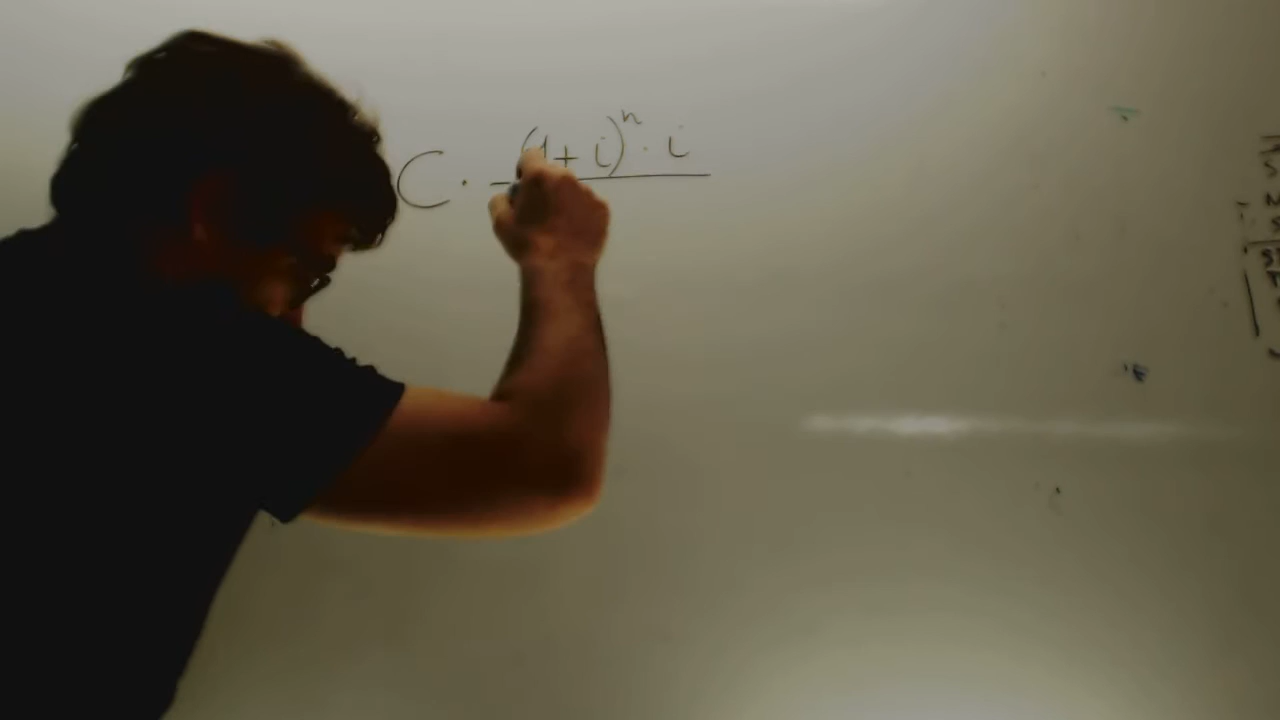 C · (1+i)ⁿ · i